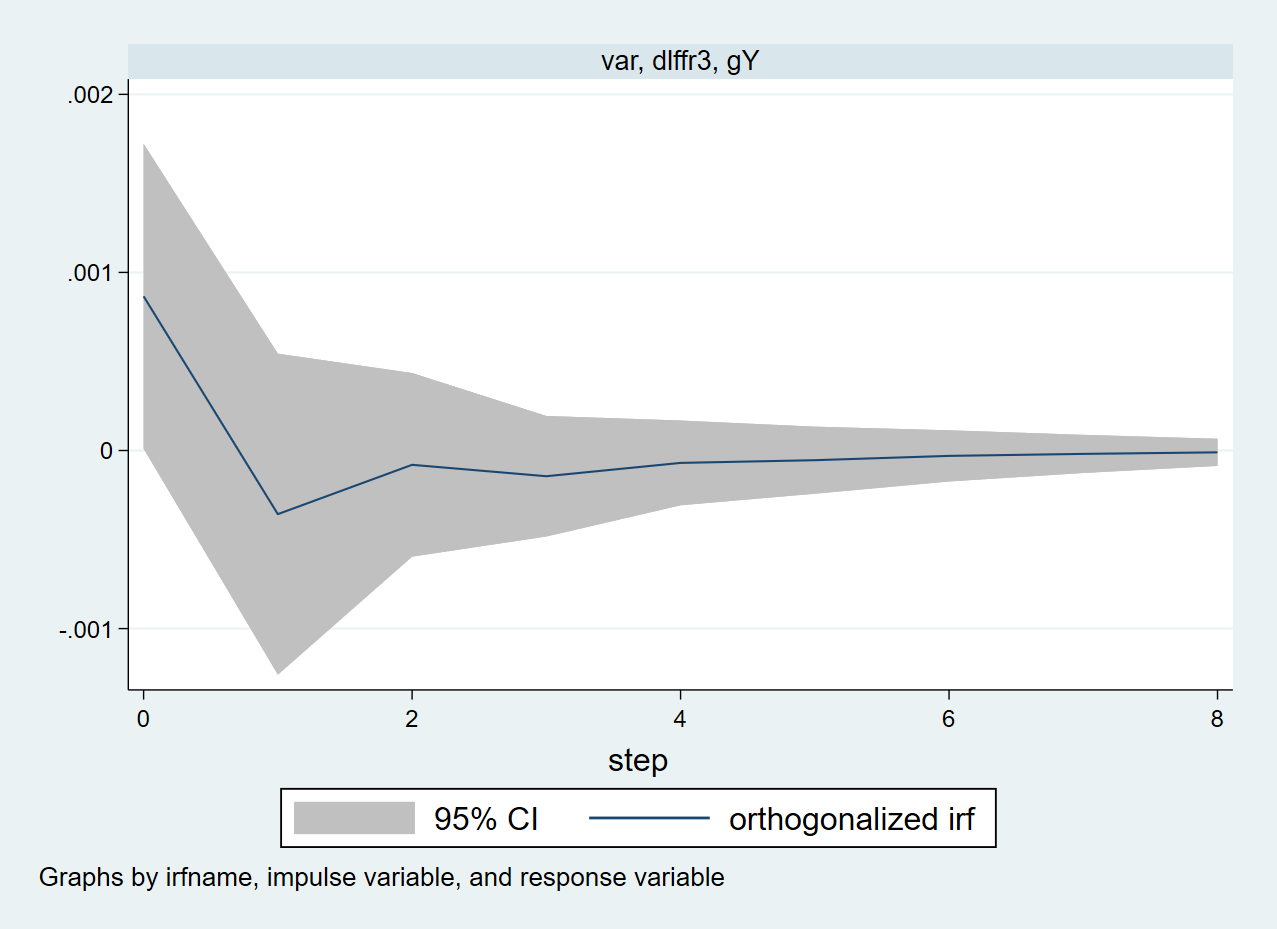 var, dlffr3, gY
.002
.001
0
-.001
0 2 4 6 8
step
95% CI orthogonalized irf
Graphs by irfname, impulse variable, and response variable